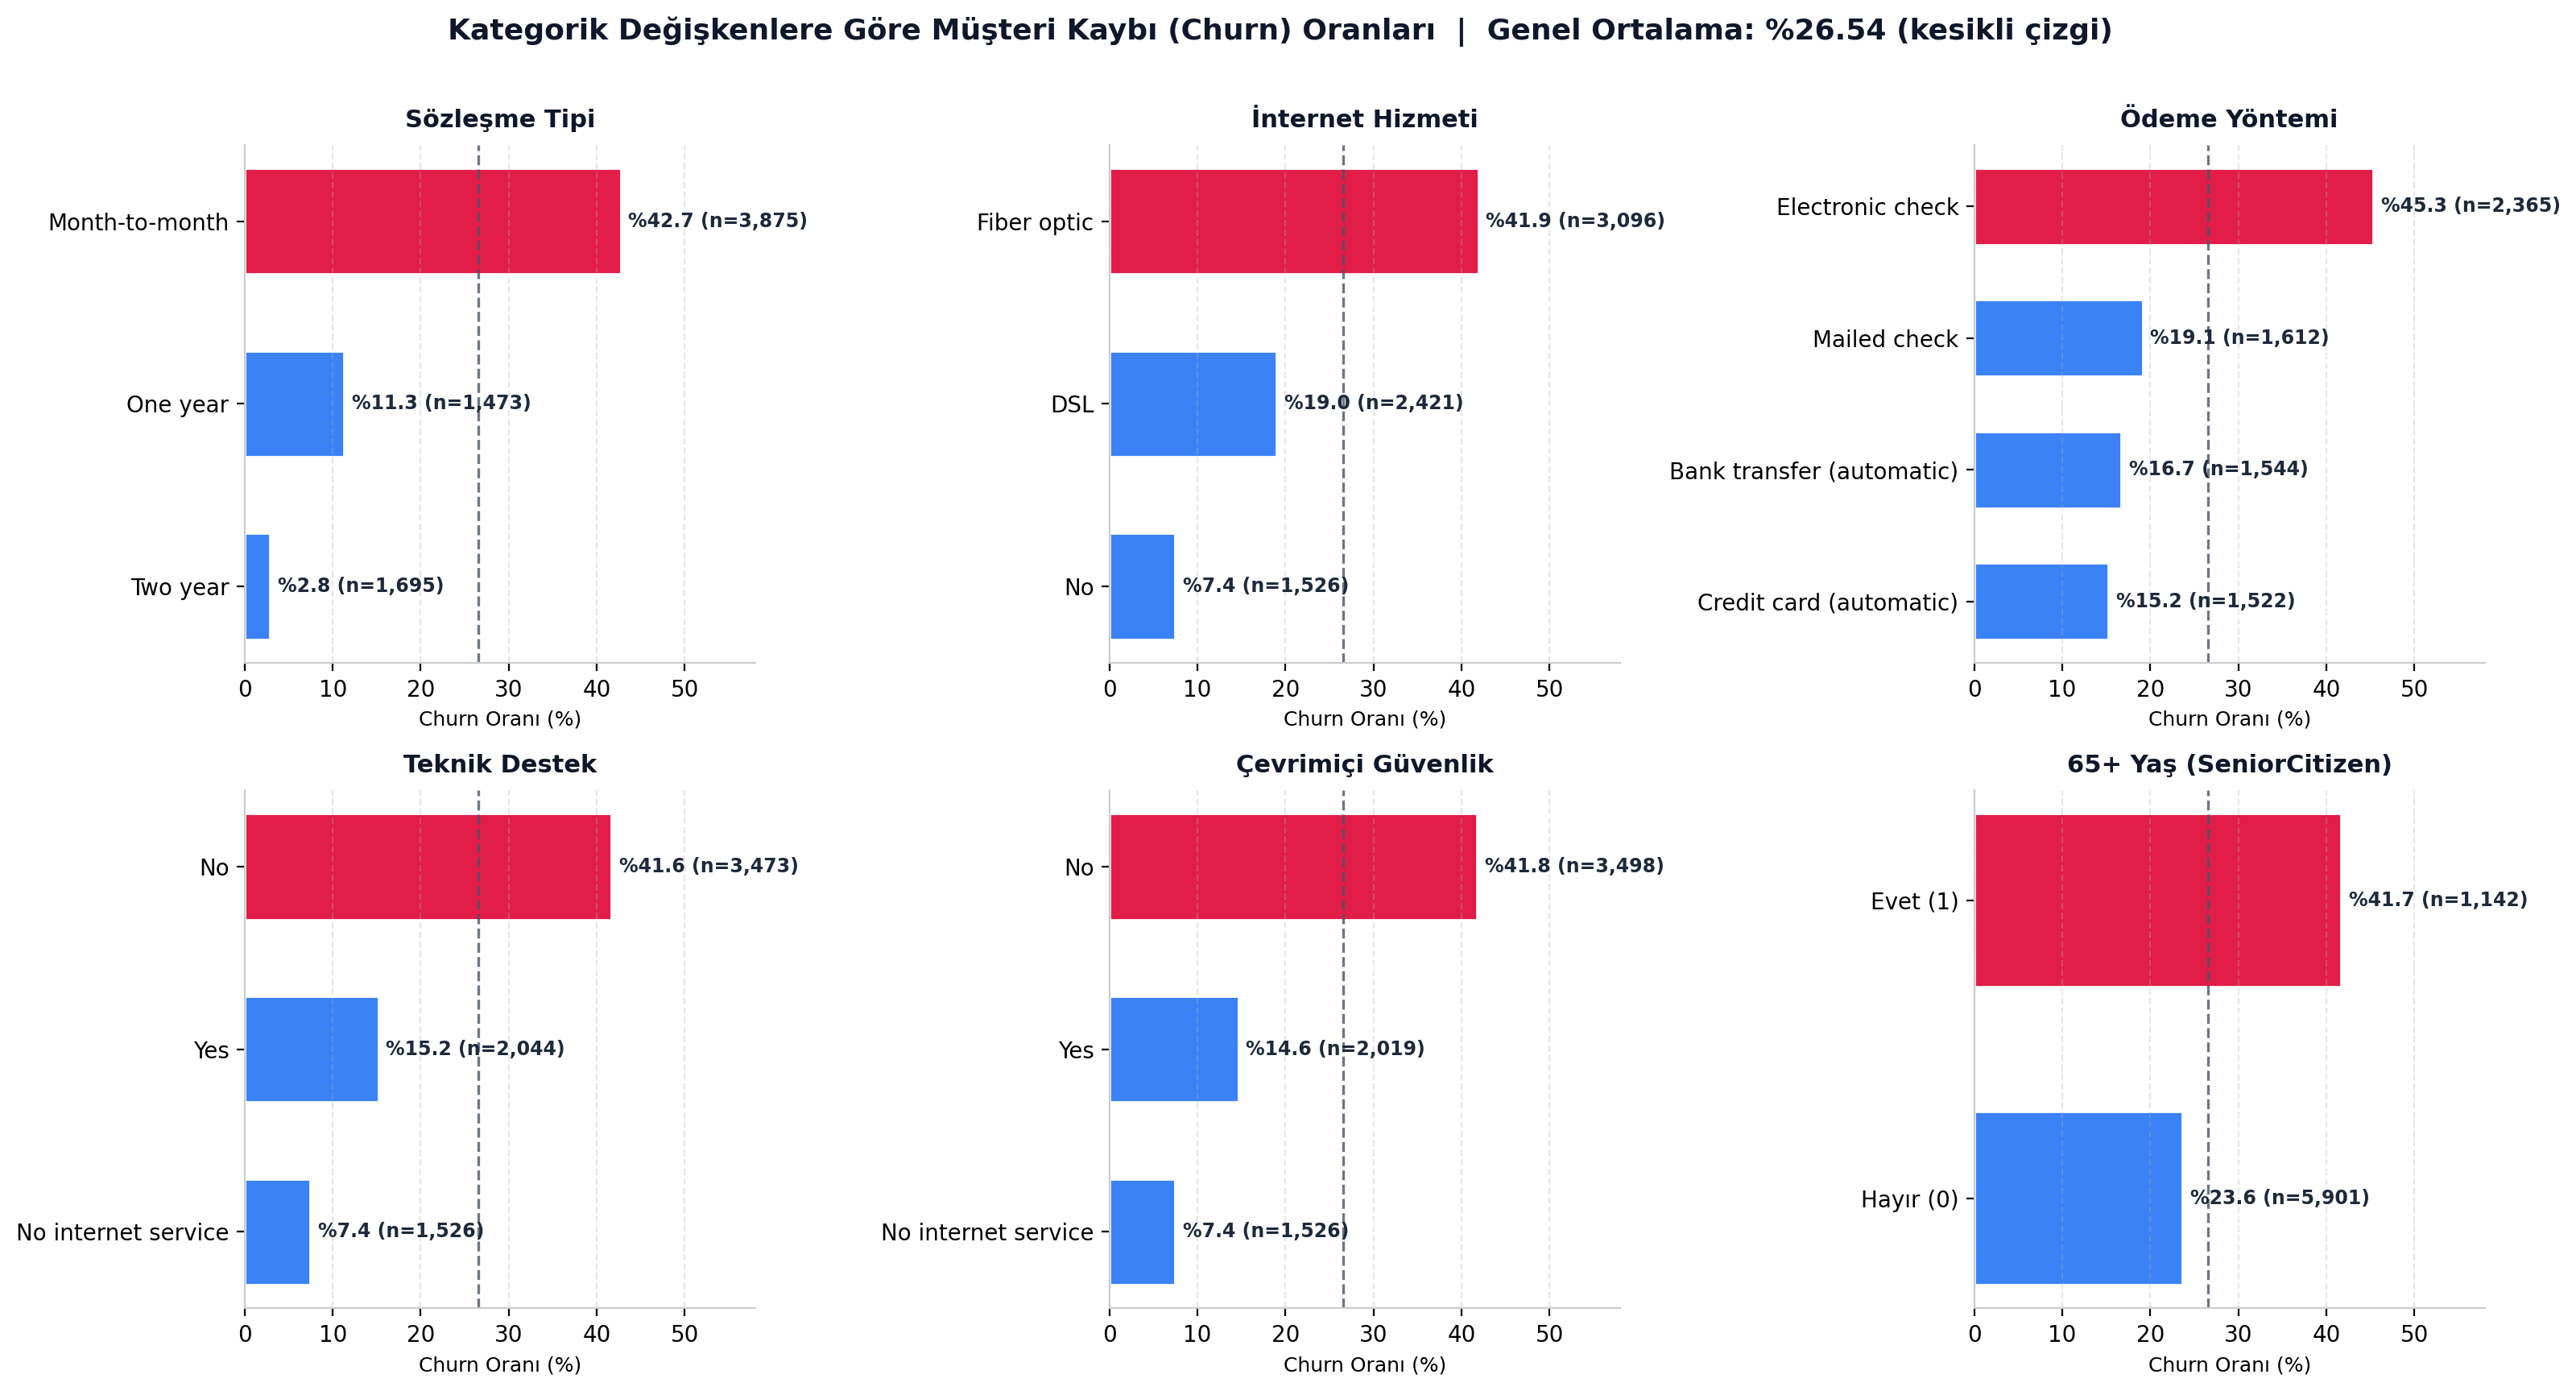 Kategorik Değişkenlere Göre Müşteri Kaybı (Churn) Oranları | Genel Ortalama: %26.54 (kesikli çizgi)
Sözleşme Tipi
Month-to-month
%42.7 (n=3,875)
One year
%11.3 (n=1,473)
Two year
%2.8 (n=1,695)
0 10 20 30 40 50
Churn Oranı (%)
İnternet Hizmeti
Fiber optic
%41.9 (n=3,096)
DSL
%19.0 (n=2,421)
No
%7.4 (n=1,526)
0 10 20 30 40 50
Churn Oranı (%)
Ödeme Yöntemi
Electronic check
%45.3 (n=2,365)
Mailed check
%19.1 (n=1,612)
Bank transfer (automatic)
%16.7 (n=1,544)
Credit card (automatic)
%15.2 (n=1,522)
0 10 20 30 40 50
Churn Oranı (%)
Teknik Destek
No
%41.6 (n=3,473)
Yes
%15.2 (n=2,044)
No internet service
%7.4 (n=1,526)
0 10 20 30 40 50
Churn Oranı (%)
Çevrimiçi Güvenlik
No
%41.8 (n=3,498)
Yes
%14.6 (n=2,019)
No internet service
%7.4 (n=1,526)
0 10 20 30 40 50
Churn Oranı (%)
65+ Yaş (SeniorCitizen)
Evet (1)
%41.7 (n=1,142)
Hayır (0)
%23.6 (n=5,901)
0 10 20 30 40 50
Churn Oranı (%)